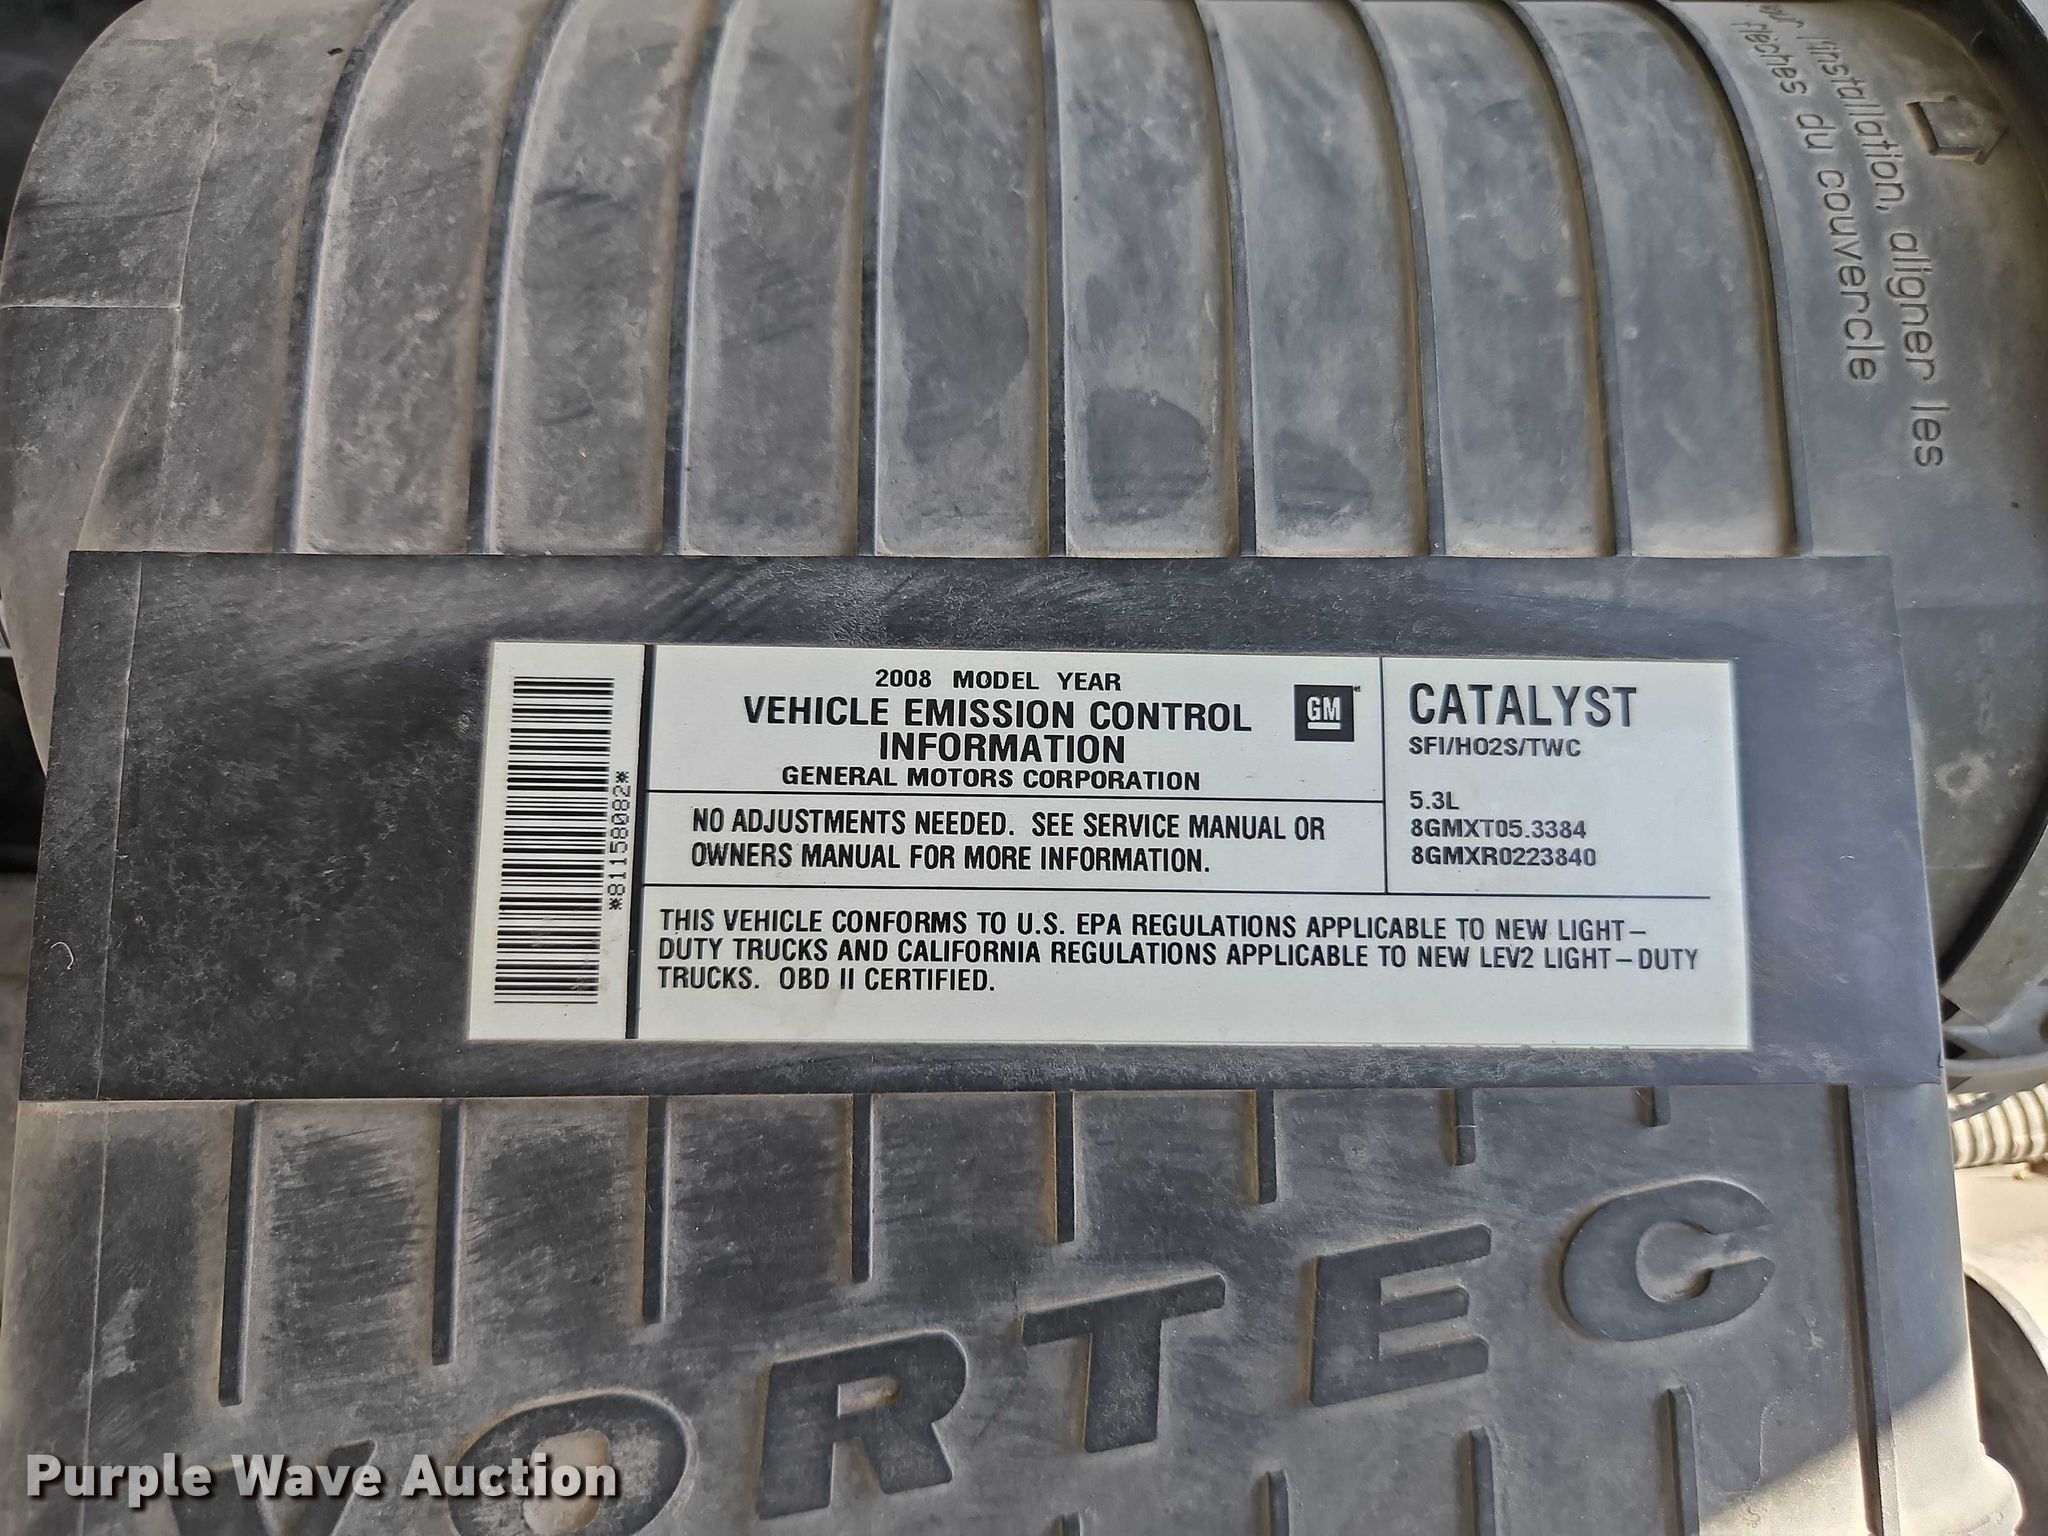 l'installation, aligner les
flèches du couvercle
*81158082*
2008 MODEL YEAR
VEHICLE EMISSION CONTROL
INFORMATION
GENERAL MOTORS CORPORATION
GM
NO ADJUSTMENTS NEEDED. SEE SERVICE MANUAL OR
OWNERS MANUAL FOR MORE INFORMATION.
CATALYST
SFI/HO2S/TWC
5.3L
8GMXT05.3384
8GMXR0223840
THIS VEHICLE CONFORMS TO U.S. EPA REGULATIONS APPLICABLE TO NEW LIGHT-
DUTY TRUCKS AND CALIFORNIA REGULATIONS APPLICABLE TO NEW LEV2 LIGHT-DUTY
TRUCKS. OBD II CERTIFIED.
VORTEC
Purple Wave Auction